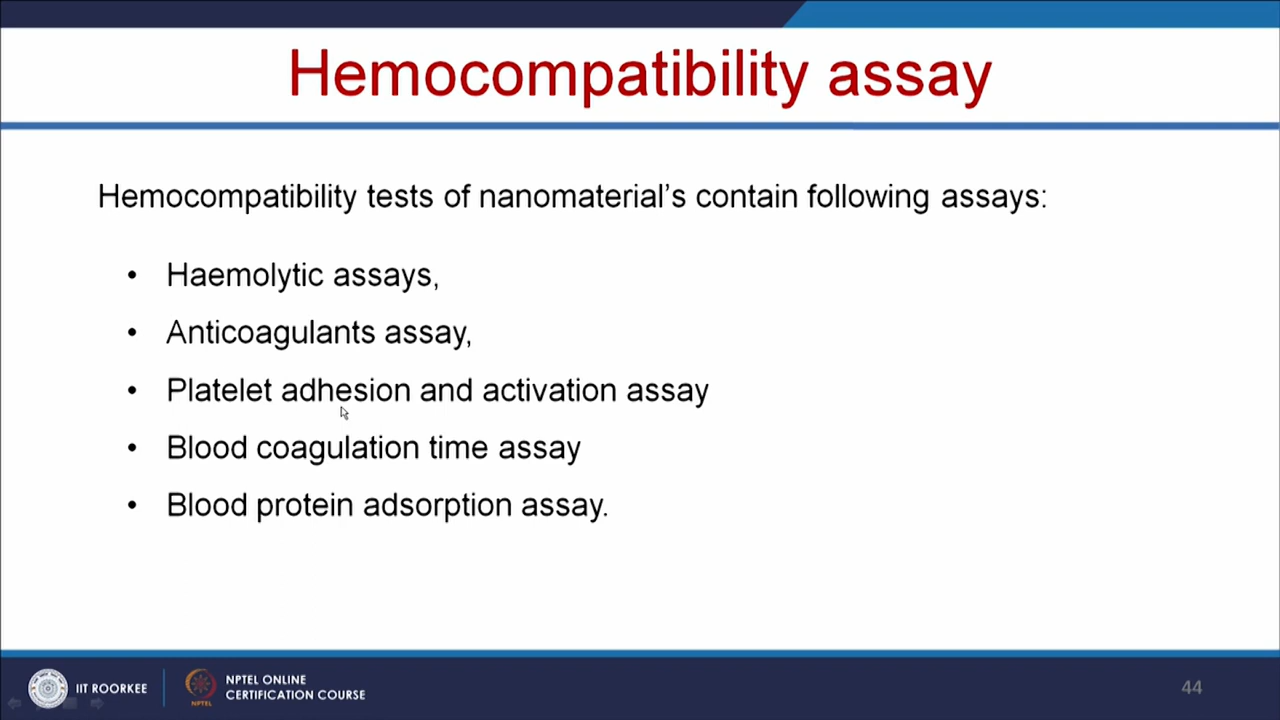 Hemocompatibility assay
Hemocompatibility tests of nanomaterial's contain following assays:
• Haemolytic assays,
• Anticoagulants assay,
• Platelet adhesion and activation assay
• Blood coagulation time assay
• Blood protein adsorption assay.
IIT ROORKEE
NPTEL
NPTEL ONLINE
CERTIFICATION COURSE
44